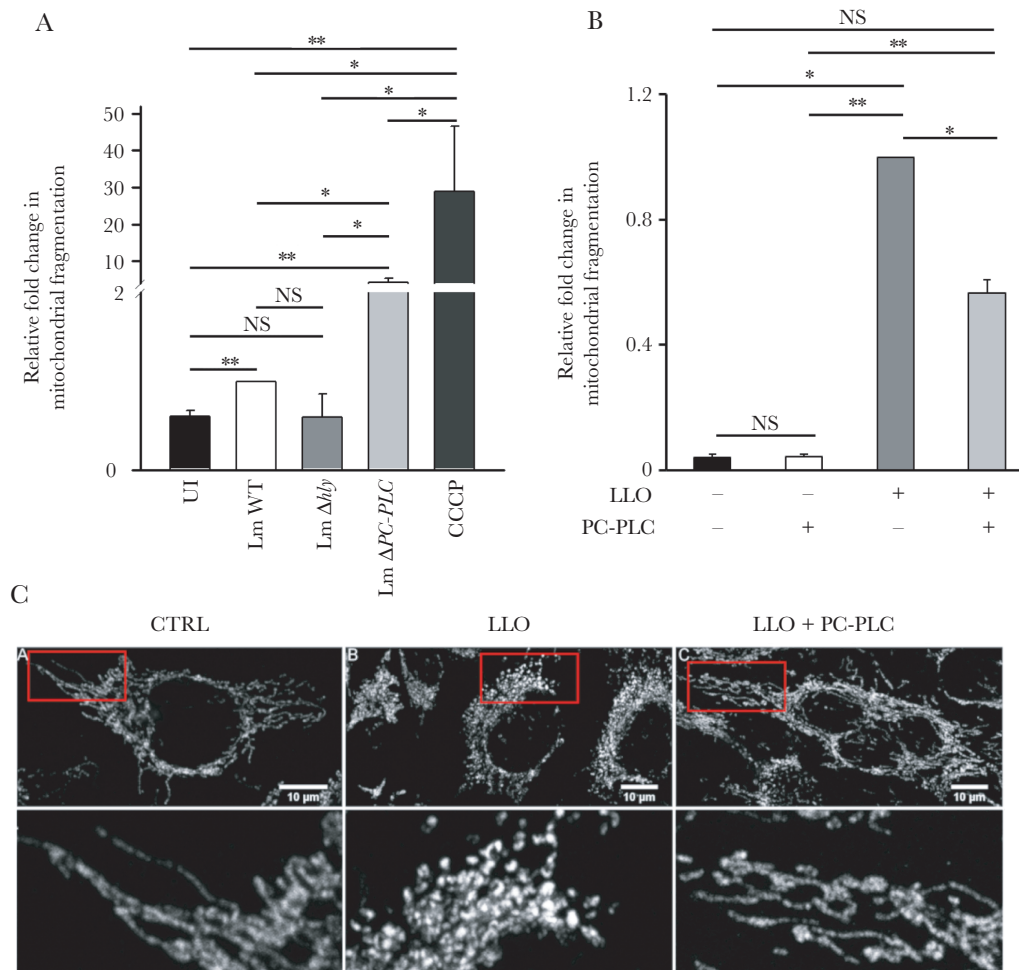 A
**
*
*
*
*
*
**
NS
NS
**
Relative fold change in
mitochondrial fragmentation
50
40
30
20
10
2
0
UI
Lm WT
Lm Δhly
Lm ΔPC-PLC
CCCP
B
NS
**
*
**
*
NS
Relative fold change in
mitochondrial fragmentation
1.2
0.8
0.4
0
LLO – – + +
PC-PLC – + – +
C
CTRL LLO LLO + PC-PLC
A B C
10 µm 10 µm 10 µm